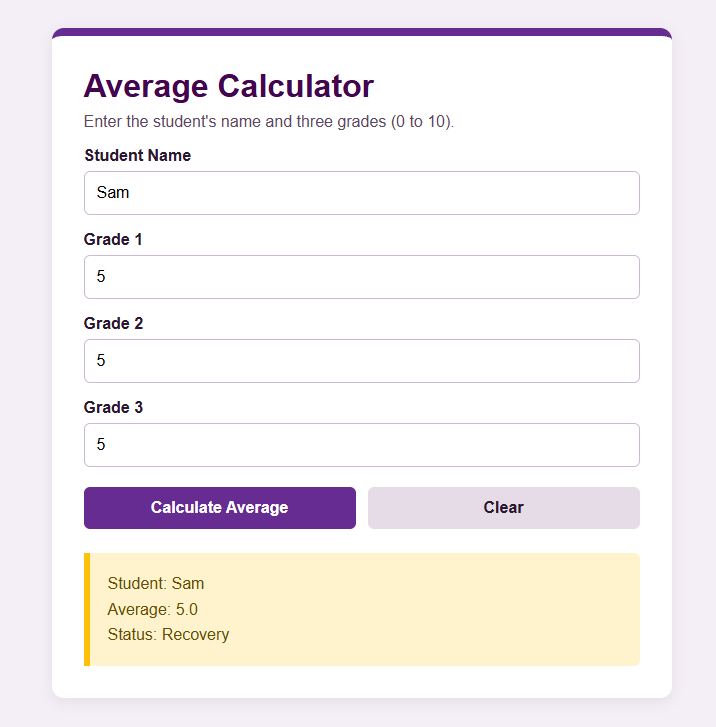 Average Calculator
Enter the student's name and three grades (0 to 10).
Student Name
Sam
Grade 1
5
Grade 2
5
Grade 3
5
Calculate Average Clear
Student: Sam
Average: 5.0
Status: Recovery